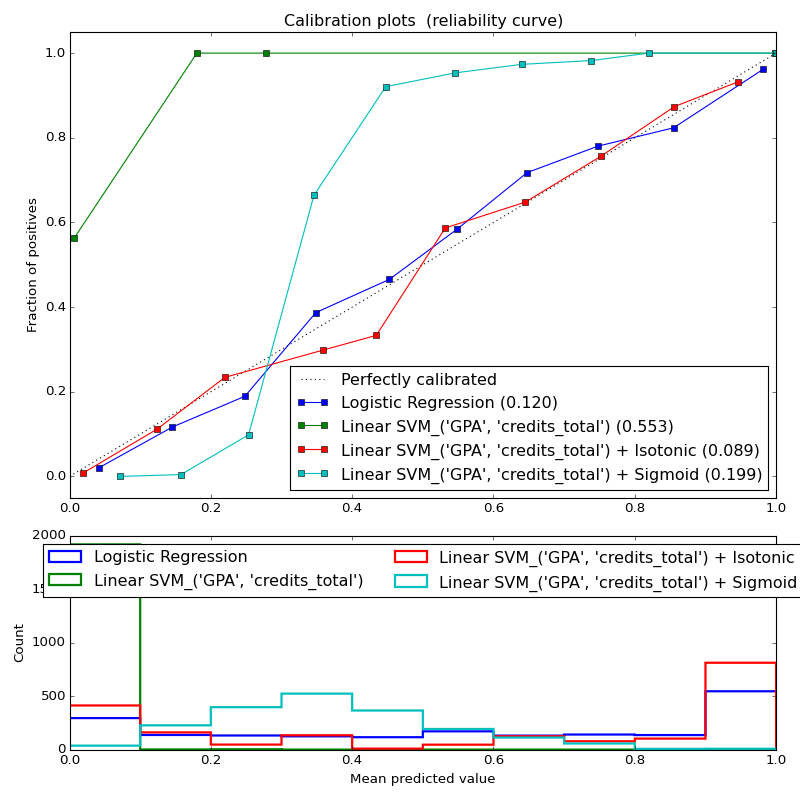 Calibration plots (reliability curve)
1.0
0.8
0.6
0.4
0.2
0.0
Fraction of positives
Perfectly calibrated
Logistic Regression (0.120)
Linear SVM_('GPA', 'credits_total') (0.553)
Linear SVM_('GPA', 'credits_total') + Isotonic (0.089)
Linear SVM_('GPA', 'credits_total') + Sigmoid (0.199)
0.0 0.2 0.4 0.6 0.8 1.0
2000
Logistic Regression
Linear SVM_('GPA', 'credits_total')
Linear SVM_('GPA', 'credits_total') + Isotonic
Linear SVM_('GPA', 'credits_total') + Sigmoid
1000
500
0
Count
0.0 0.2 0.4 0.6 0.8 1.0
Mean predicted value